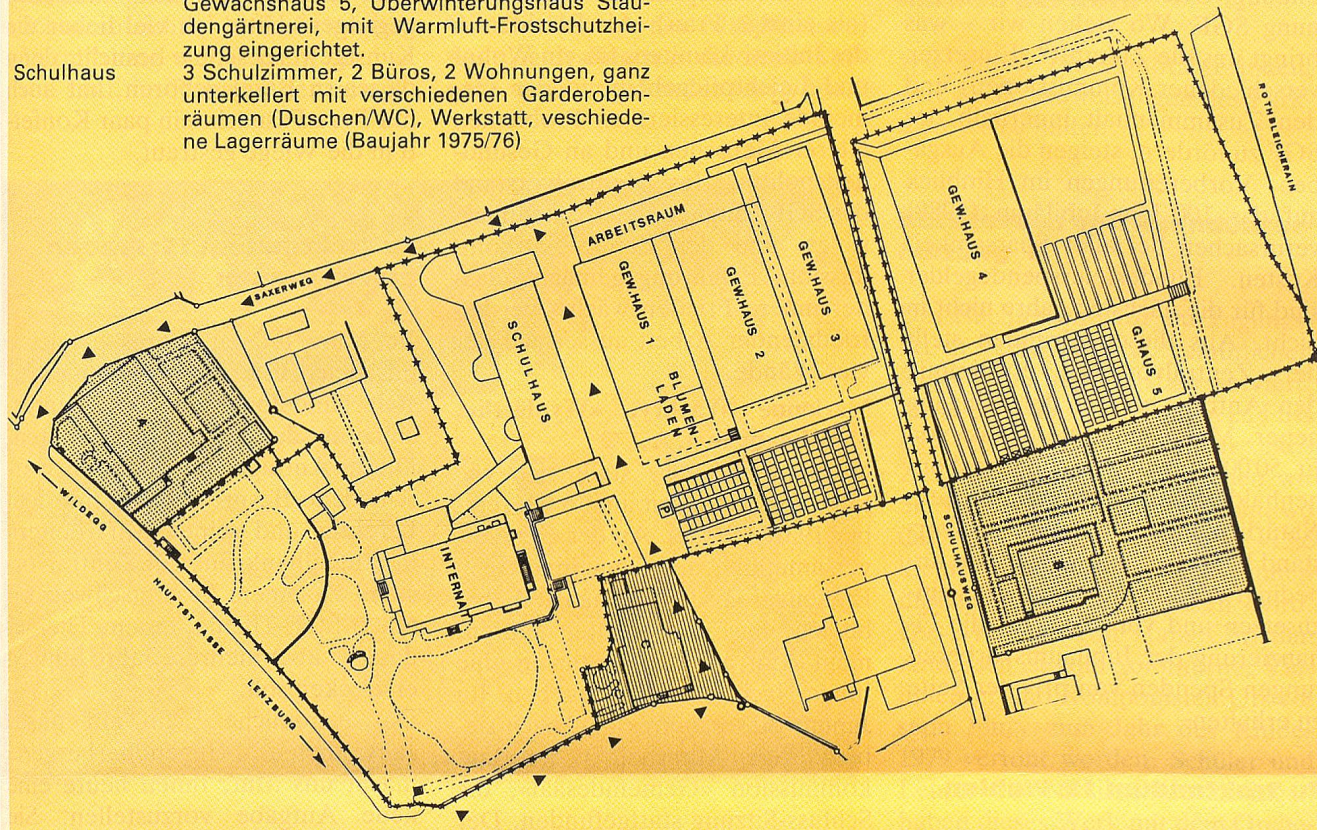 Gewächshaus 5, Überwinterungshaus Stau-
dengärtnerei, mit Warmluft-Frostschutzhei-
zung eingerichtet.
Schulhaus 3 Schulzimmer, 2 Büros, 2 Wohnungen, ganz
unterkellert mit verschiedenen Garderoben-
räumen (Duschen/WC), Werkstatt, veschiede-
ne Lagerräume (Baujahr 1975/76)
ROTHBLEICHERAIN
GEW.HAUS 4
ARBEITSRAUM
GEW.HAUS 3
GEW.HAUS 1
GEW.HAUS 2
SAXERWEG
SCHULHAUS
G.HAUS 5
BLUMEN-
LADEN
A
WILDEGG
HAUPTSTRASSE
LENZBURG
INTERNA
SCHULHAUSWEG
B
C